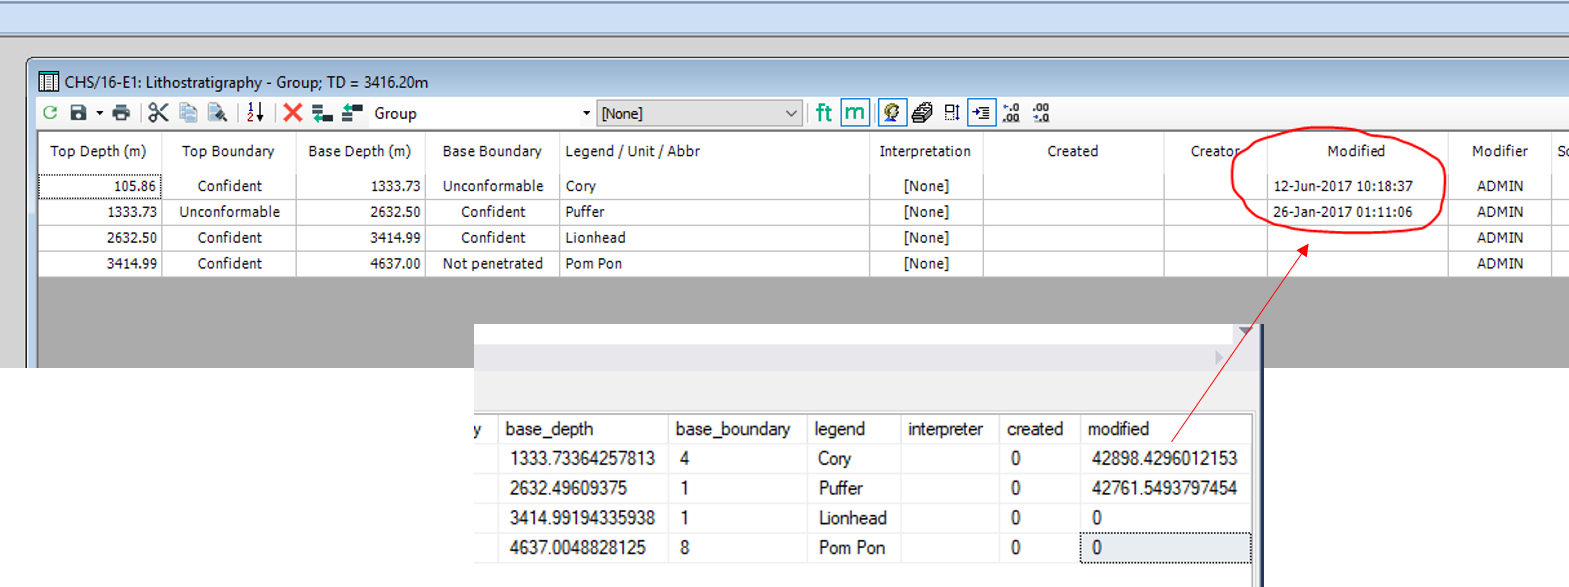 CHS/16-E1: Lithostratigraphy - Group; TD = 3416.20m
Group [None] ft m
Top Depth (m) Top Boundary Base Depth (m) Base Boundary Legend / Unit / Abbr Interpretation Created Creator Modified Modifier Sc
105.86 Confident 1333.73 Unconformable Cory [None] 12-Jun-2017 10:18:37 ADMIN
1333.73 Unconformable 2632.50 Confident Puffer [None] 26-Jan-2017 01:11:06 ADMIN
2632.50 Confident 3414.99 Confident Lionhead [None] ADMIN
3414.99 Confident 4637.00 Not penetrated Pom Pon [None] ADMIN
y base_depth base_boundary legend interpreter created modified
1333.73364257813 4 Cory 0 42898.4296012153
2632.49609375 1 Puffer 0 42761.5493797454
3414.99194335938 1 Lionhead 0 0
4637.0048828125 8 Pom Pon 0 0